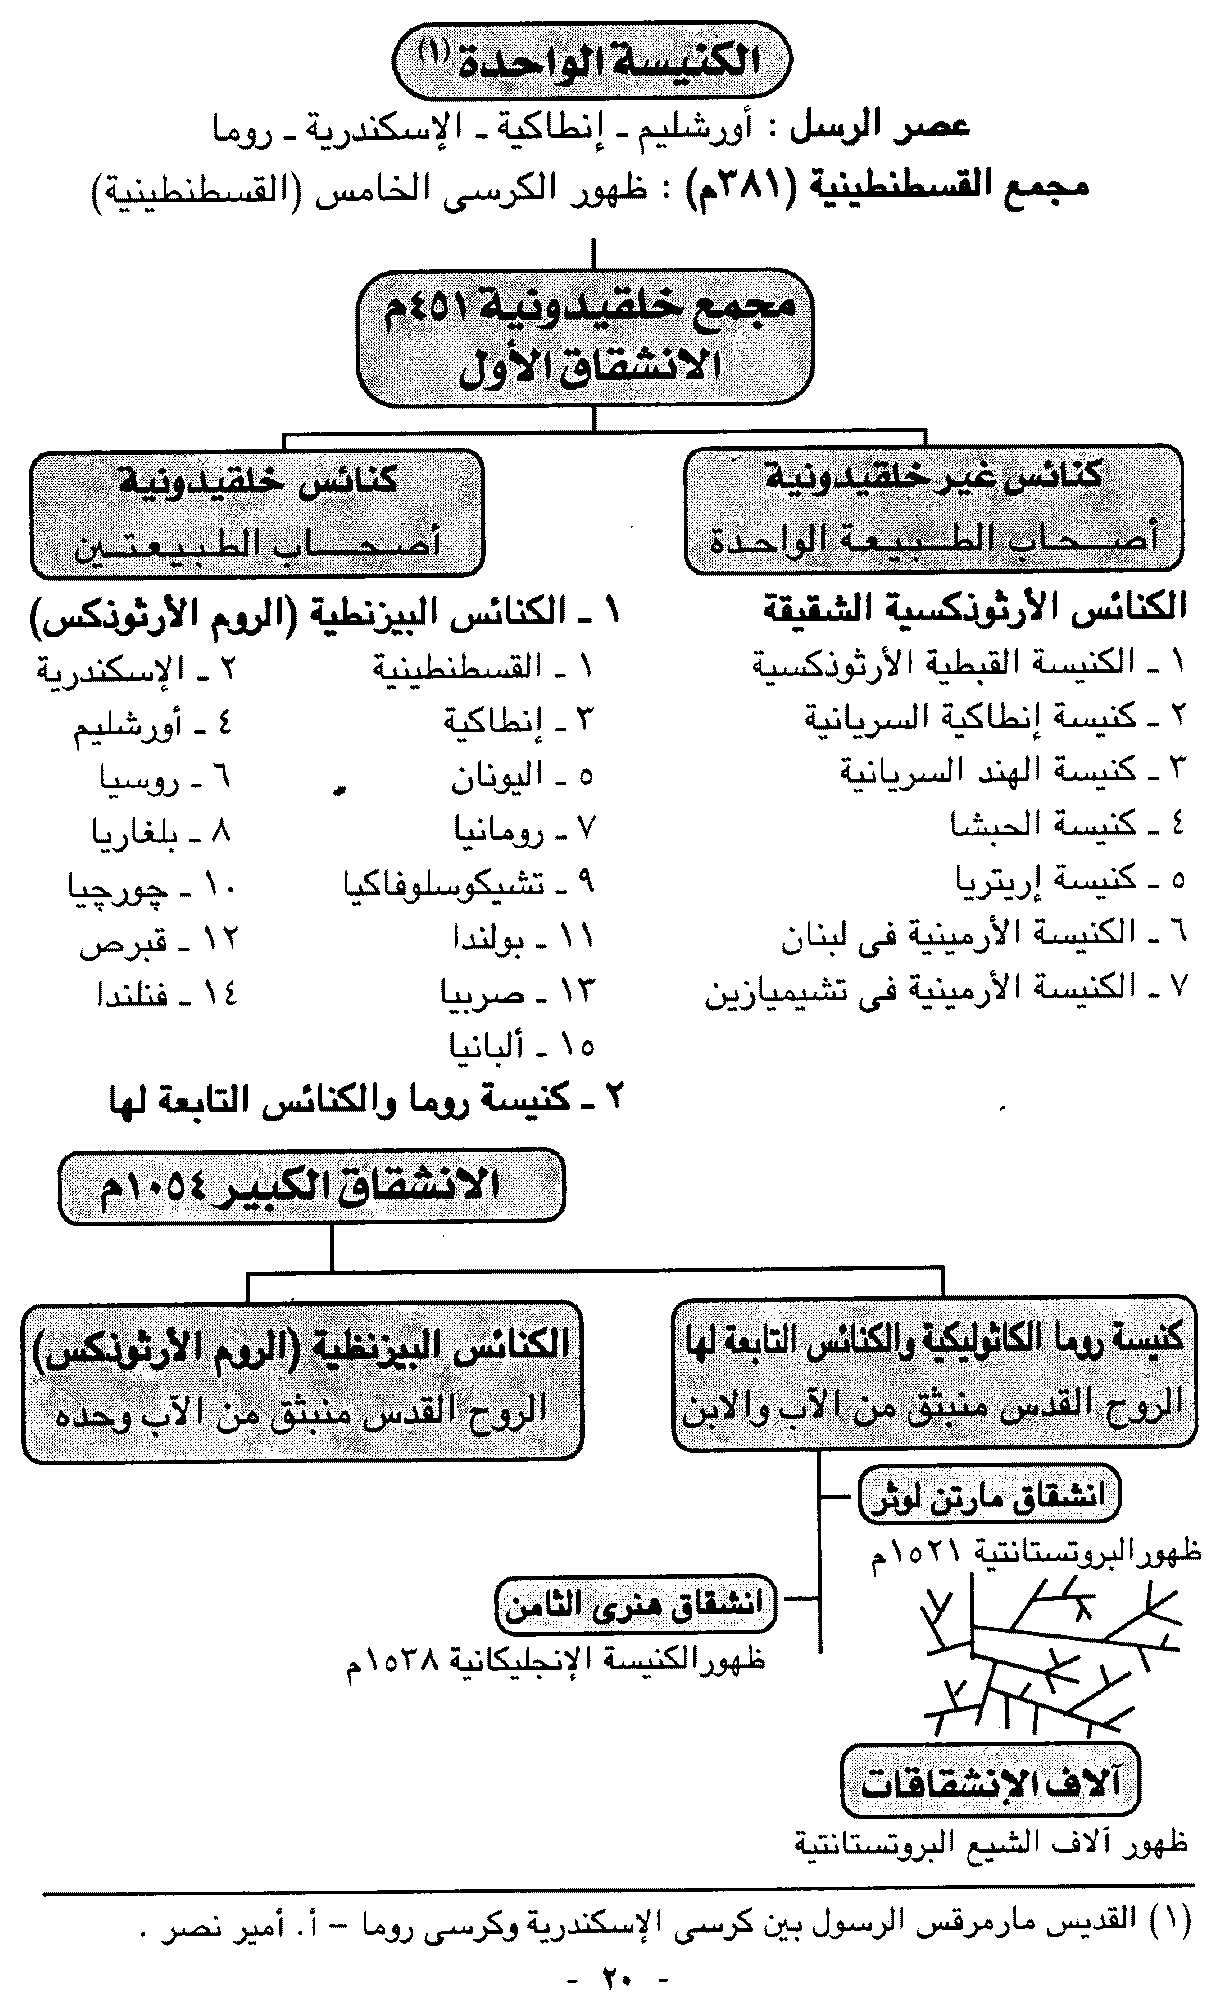 الكنيسة الواحدة (١)
عصر الرسل : أورشليم ـ إنطاكية ـ الإسكندرية ـ روما
مجمع القسطنطينية (٣٨١م) : ظهور الكرسى الخامس (القسطنطينية)
مجمع خلقيدونية ٤٥١م
الانشقاق الأول
كنائس غير خلقيدونية
أصحاب الطبيعة الواحدة
الكنائس الأرثوذكسية الشقيقة
١ ـ الكنيسة القبطية الأرثوذكسية
٢ ـ كنيسة إنطاكية السريانية
٣ ـ كنيسة الهند السريانية
٤ ـ كنيسة الحبشا
٥ ـ كنيسة إريتريا
٦ ـ الكنيسة الأرمينية فى لبنان
٧ ـ الكنيسة الأرمينية فى تشيميازين
كنائس خلقيدونية
أصحاب الطبيعتين
١ ـ الكنائس البيزنطية (الروم الأرثوذكس)
١ ـ القسطنطينية
٢ ـ الإسكندرية
٣ ـ إنطاكية
٤ ـ أورشليم
٥ ـ اليونان
٦ ـ روسيا
٧ ـ رومانيا
٨ ـ بلغاريا
٩ ـ تشيكوسلوفاكيا
١٠ ـ چورچيا
١١ ـ بولندا
١٢ ـ قبرص
١٣ ـ صربيا
١٤ ـ فنلندا
١٥ ـ ألبانيا
٢ ـ كنيسة روما والكنائس التابعة لها
الانشقاق الكبير ١٠٥٤م
كنيسة روما الكاثوليكية والكنائس التابعة لها
الروح القدس منبثق من الآب والابن
الكنائس البيزنظية (الروم الأرثوذكس)
الروح القدس منبثق من الآب وحده
انشقاق مارتن لوثر
ظهورالبروتستانتية ١٥٢١م
انشقاق هنرى الثامن
ظهورالكنيسة الإنجليكانية ١٥٣٨م
آلاف الإنشقاقات
ظهور آلاف الشيع البروتستانتية
(١) القديس مارمرقس الرسول بين كرسى الإسكندرية وكرسى روما – أ. أمير نصر .
- ٢٠ -